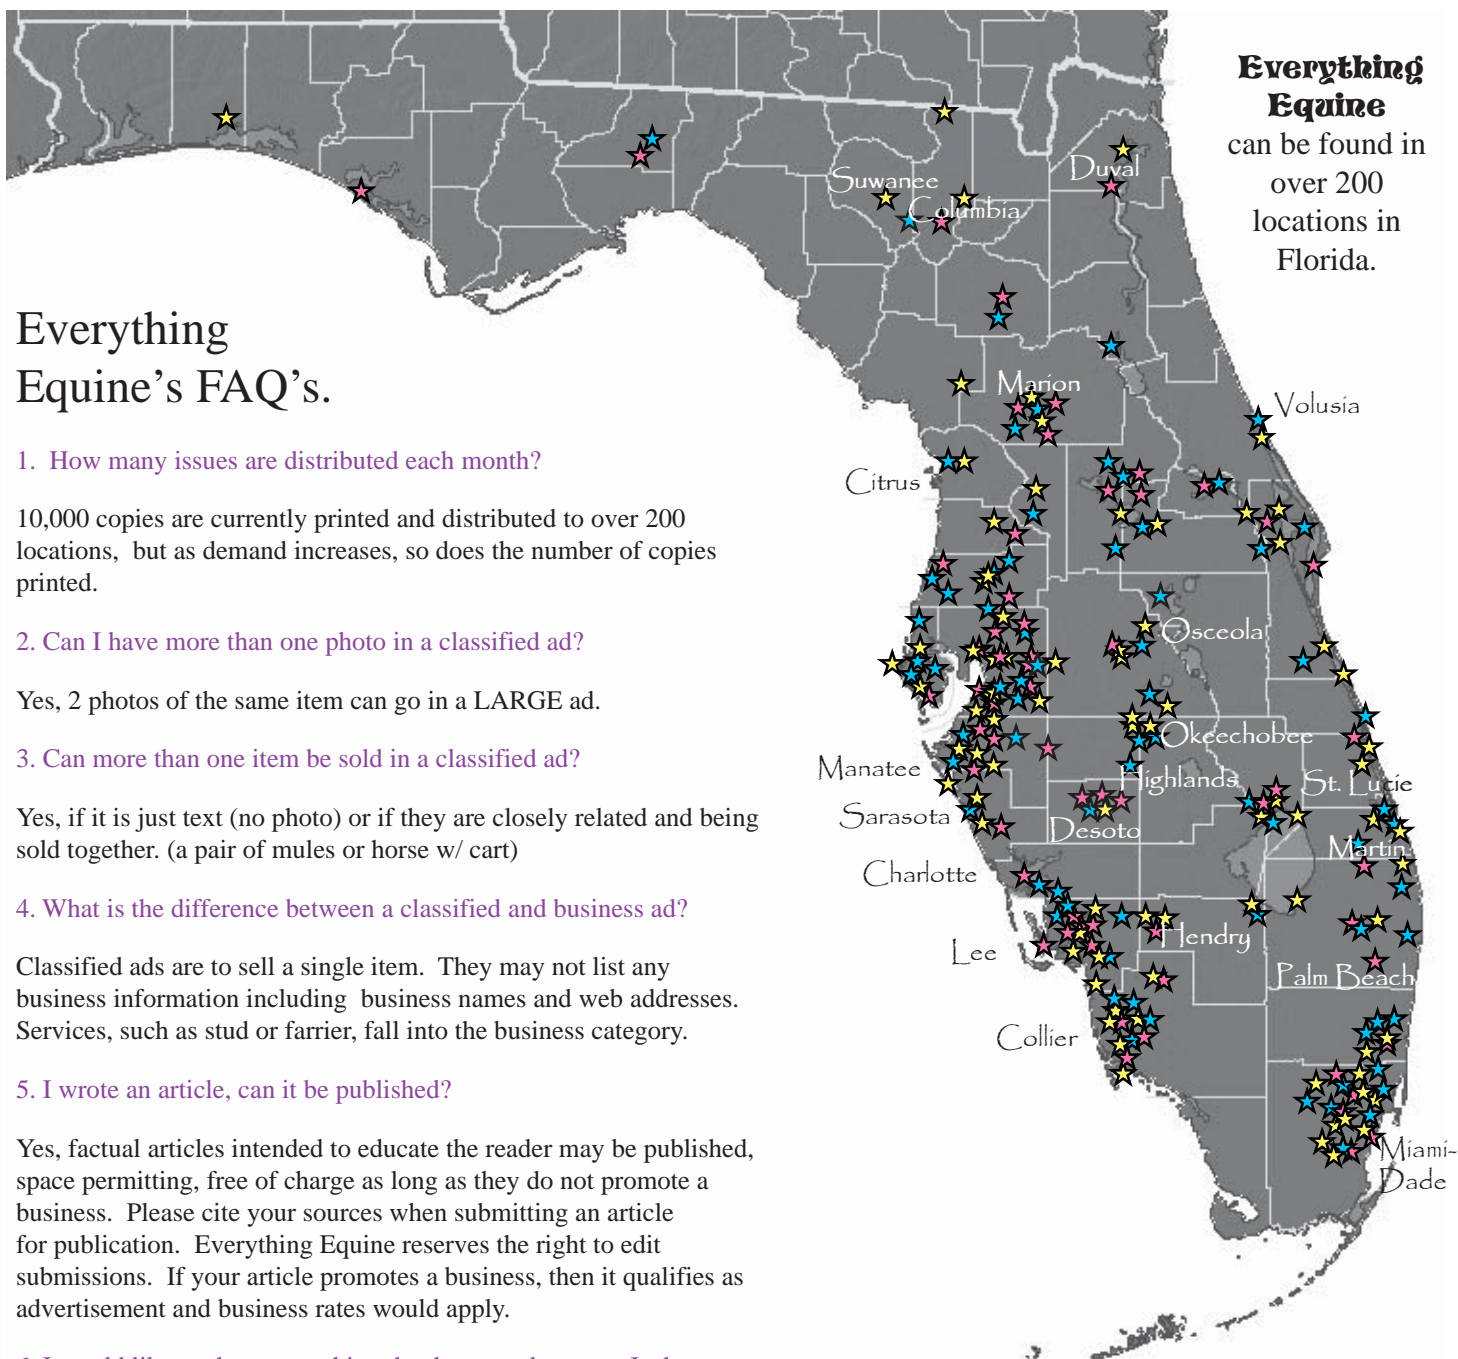 Everything
Equine
can be found in
over 200
locations in
Florida.
Suwanee
Columbia
Duval
Marion
Volusia
Citrus
Osceola
Okeechobee
Manatee
Highlands
St. Lucie
Sarasota
Desoto
Martin
Charlotte
Lee
Hendry
Palm Beach
Collier
Miami-
Dade
Everything
Equine’s FAQ’s.
1. How many issues are distributed each month?
10,000 copies are currently printed and distributed to over 200
locations, but as demand increases, so does the number of copies
printed.
2. Can I have more than one photo in a classified ad?
Yes, 2 photos of the same item can go in a LARGE ad.
3. Can more than one item be sold in a classified ad?
Yes, if it is just text (no photo) or if they are closely related and being
sold together. (a pair of mules or horse w/ cart)
4. What is the difference between a classified and business ad?
Classified ads are to sell a single item. They may not list any
business information including business names and web addresses.
Services, such as stud or farrier, fall into the business category.
5. I wrote an article, can it be published?
Yes, factual articles intended to educate the reader may be published,
space permitting, free of charge as long as they do not promote a
business. Please cite your sources when submitting an article
for publication. Everything Equine reserves the right to edit
submissions. If your article promotes a business, then it qualifies as
advertisement and business rates would apply.